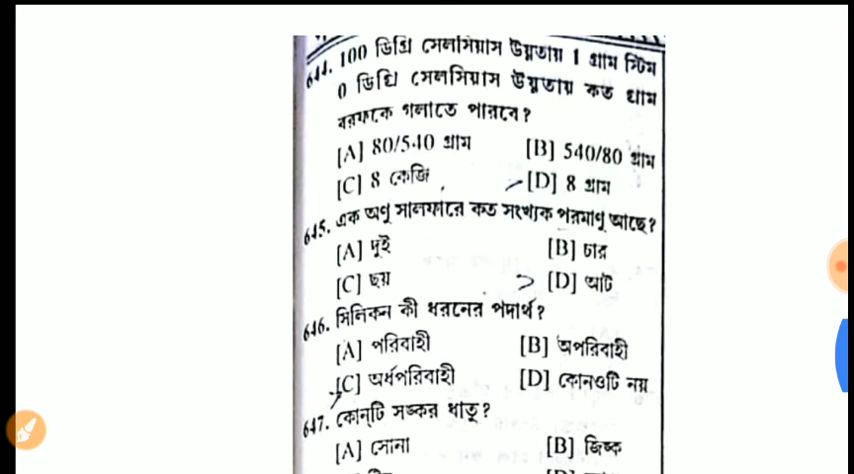 644. 100 ডিগ্রি সেলসিয়াস উষ্ণতায় 1 গ্রাম স্টিম
0 ডিগ্রি সেলসিয়াস উষ্ণতায় কত গ্রাম
বরফকে গলাতে পারবে?
[A] 80/540 গ্রাম [B] 540/80 গ্রাম
[C] 8 কেজি [D] 8 গ্রাম
645. এক অণু সালফারে কত সংখ্যক পরমাণু আছে?
[A] দুই [B] চার
[C] ছয় [D] আট
646. সিলিকন কী ধরনের পদার্থ?
[A] পরিবাহী [B] অপরিবাহী
[C] অর্ধপরিবাহী [D] কোনওটি নয়
647. কোন্‌টি সঙ্কর ধাতু?
[A] সোনা [B] জিঙ্ক